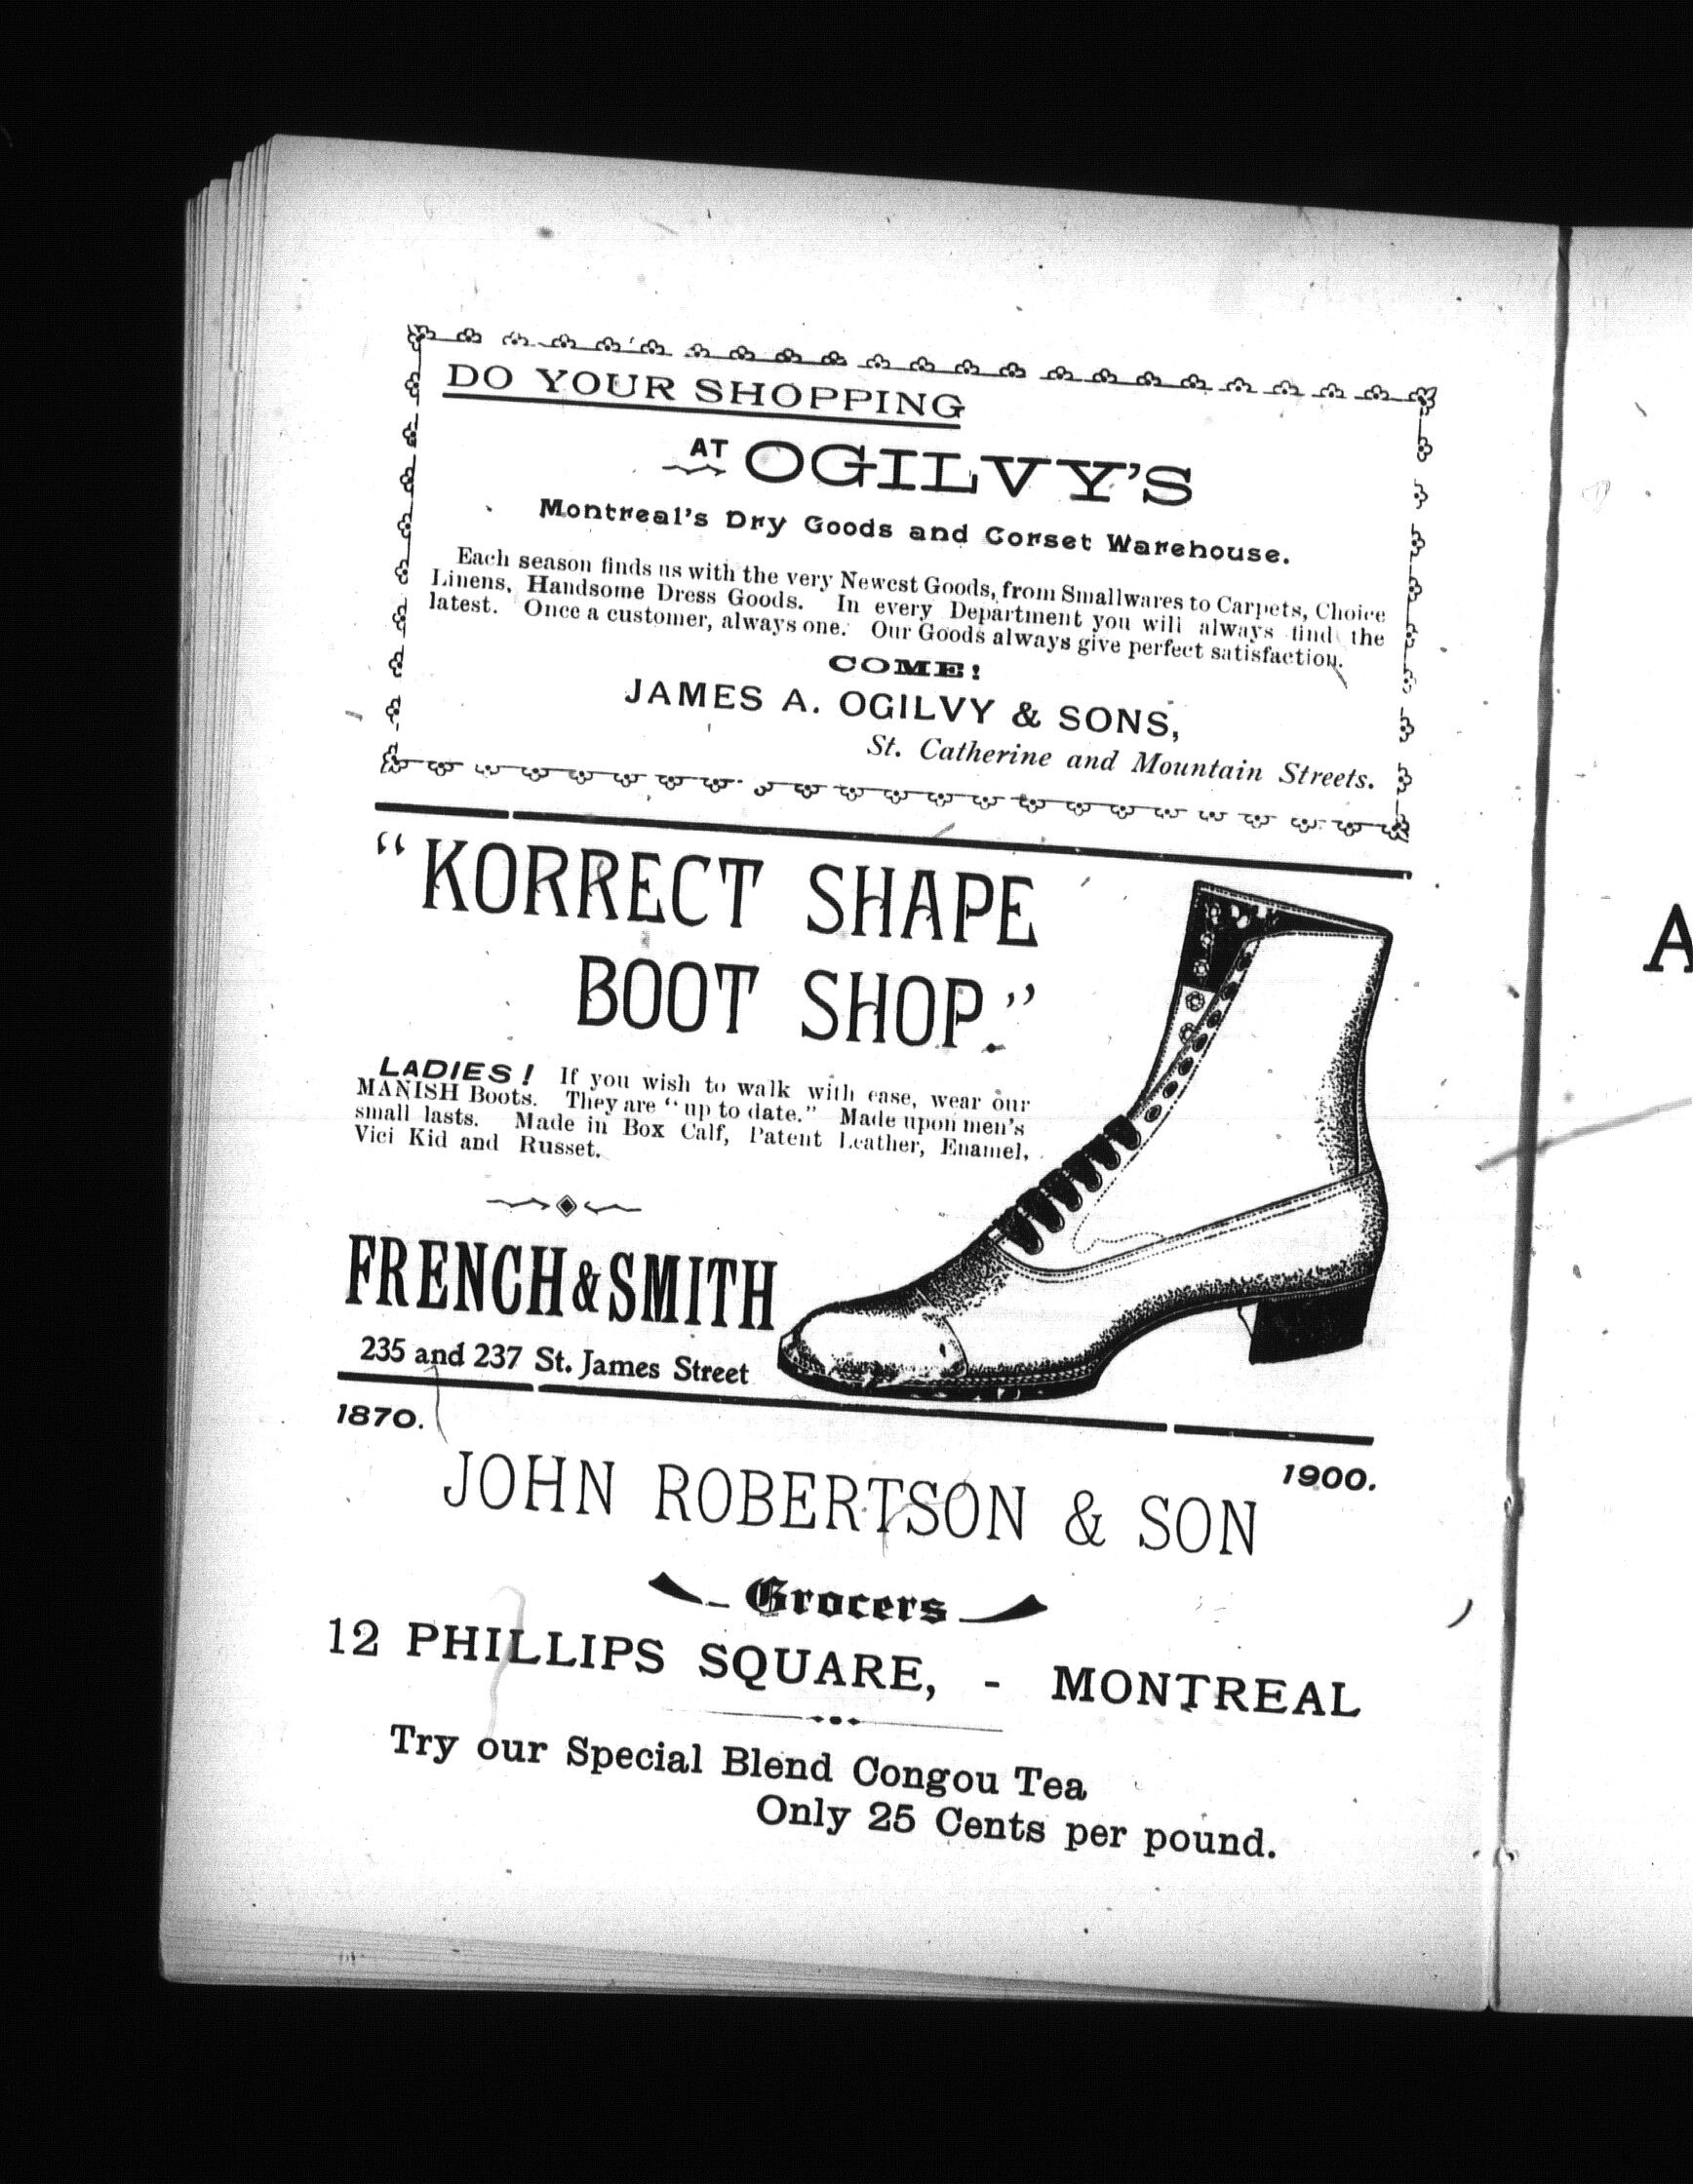 DO YOUR SHOPPING
AT OGILVY'S
Montreal's Dry Goods and Corset Warehouse.
Each season finds us with the very Newest Goods, from Smallwares to Carpets, Choice
Linens, Handsome Dress Goods. In every Department you will always find the
latest. Once a customer, always one. Our Goods always give perfect satisfaction.
COME!
JAMES A. OGILVY & SONS,
St. Catherine and Mountain Streets.
"KORRECT SHAPE
BOOT SHOP."
LADIES! If you wish to walk with ease, wear our
MANISH Boots. They are "up to date." Made upon men's
small lasts. Made in Box Calf, Patent Leather, Enamel,
Vici Kid and Russet.
FRENCH & SMITH
235 and 237 St. James Street
1870.
1900.
JOHN ROBERTSON & SON
Grocers
12 PHILLIPS SQUARE, - MONTREAL
Try our Special Blend Congou Tea
Only 25 Cents per pound.
A